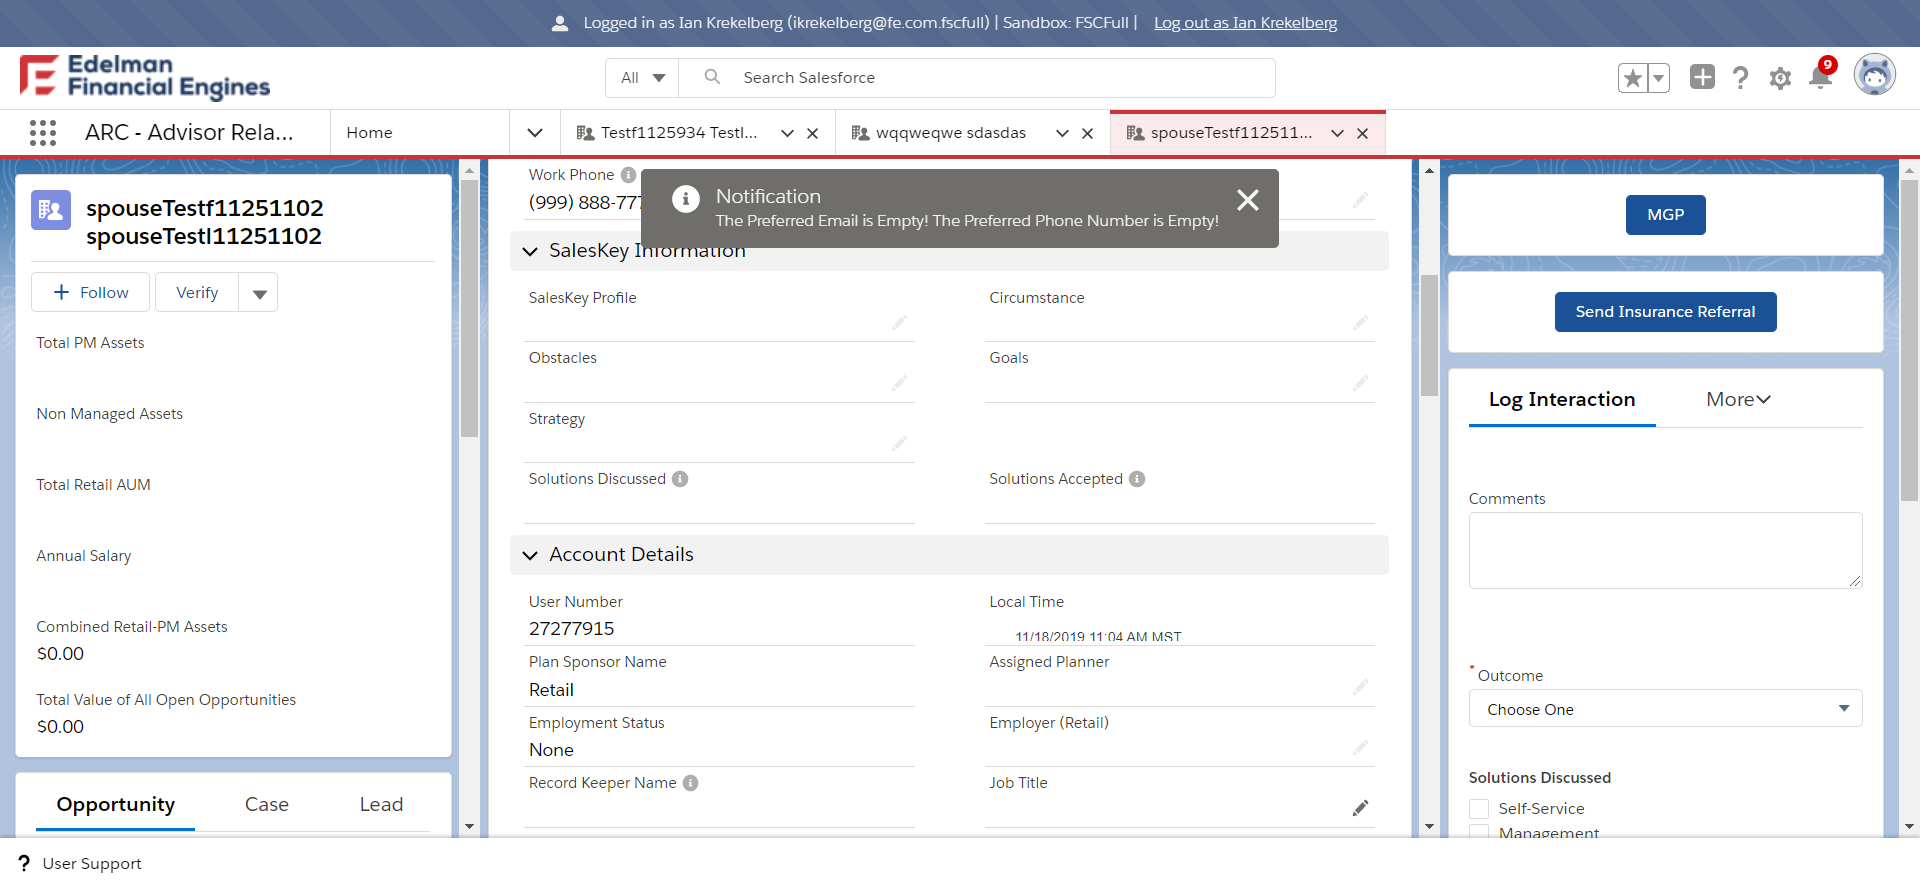 Logged in as Ian Krekelberg (ikrekelberg@fe.com.fscfull) | Sandbox: FSCFull | Log out as Ian Krekelberg
Edelman
Financial Engines
All
Search Salesforce
9
ARC - Advisor Rela...
Home
Testf1125934 Testl...
wqqweqwe sdasdas
spouseTestf112511...
spouseTestf11251102
spouseTestl11251102
Follow
Verify
Total PM Assets
Non Managed Assets
Total Retail AUM
Annual Salary
Combined Retail-PM Assets
$0.00
Total Value of All Open Opportunities
$0.00
Opportunity
Case
Lead
Work Phone
(999) 888-777
Notification
The Preferred Email is Empty! The Preferred Phone Number is Empty!
SalesKey Information
SalesKey Profile
Circumstance
Obstacles
Goals
Strategy
Solutions Discussed
Solutions Accepted
Account Details
User Number
27277915
Local Time
11/18/2019 11:04 AM MST
Plan Sponsor Name
Retail
Assigned Planner
Employment Status
None
Employer (Retail)
Record Keeper Name
Job Title
MGP
Send Insurance Referral
Log Interaction
More
Comments
* Outcome
Choose One
Solutions Discussed
Self-Service
Management
? User Support